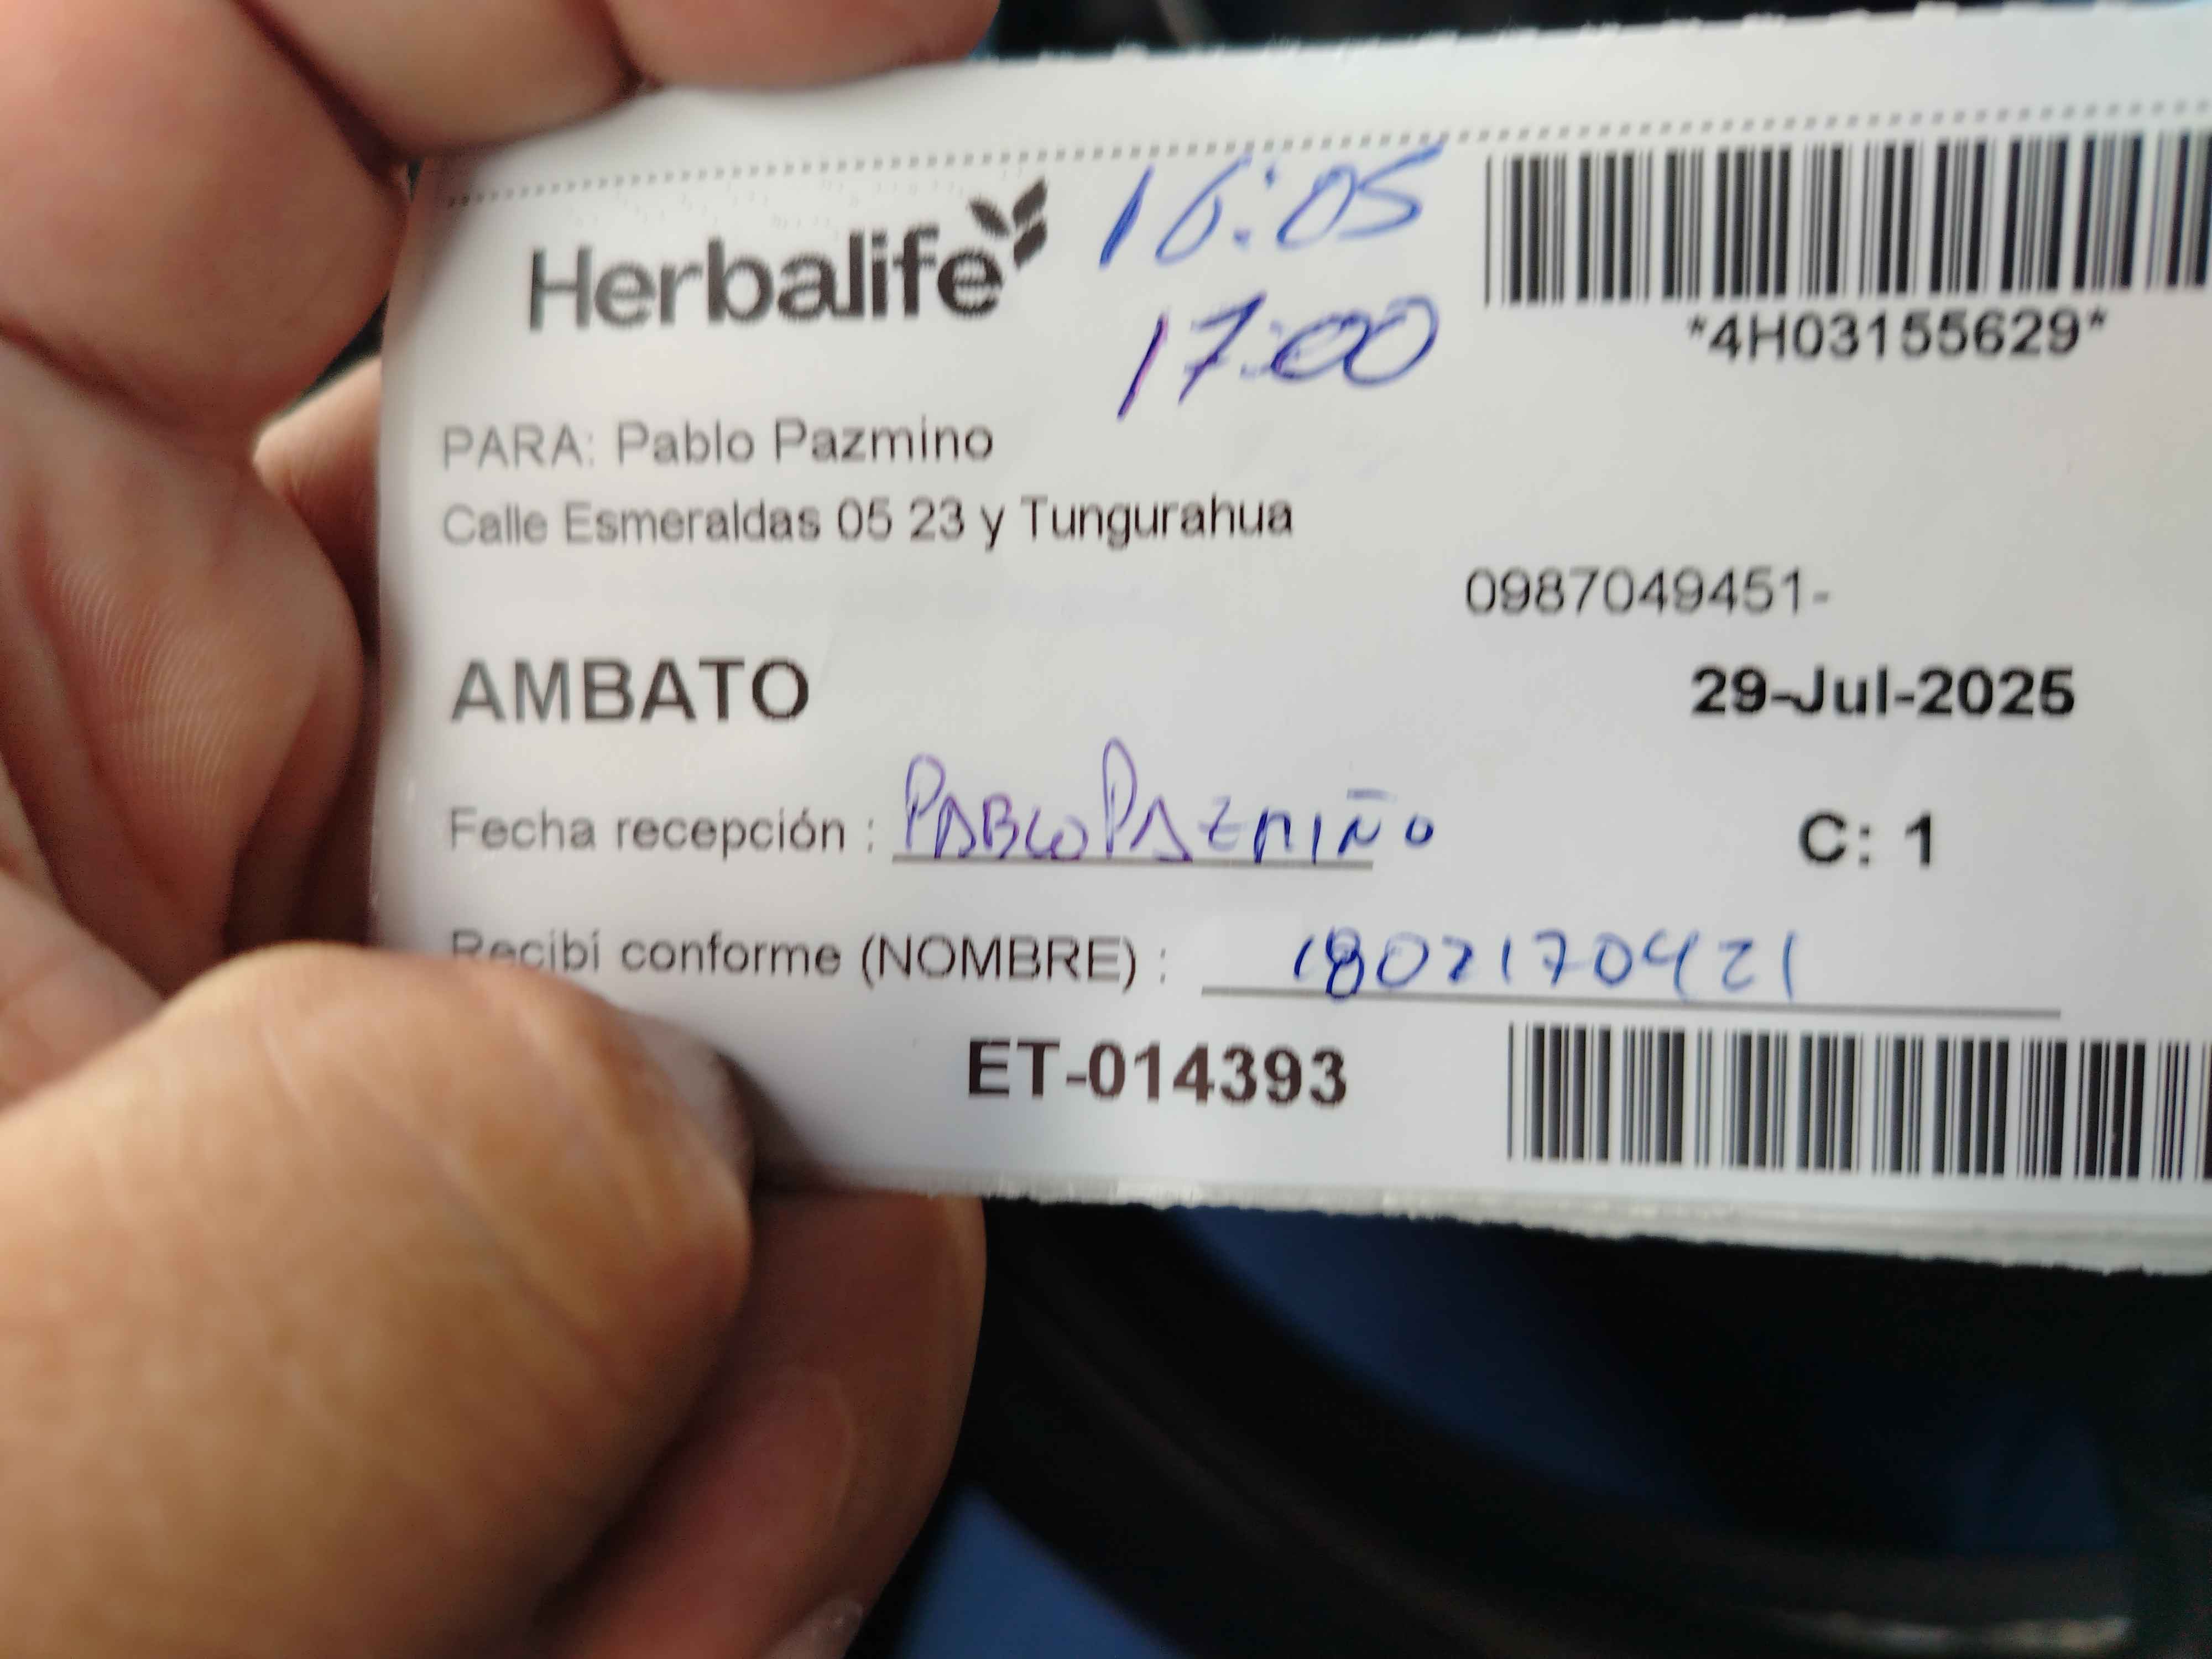 Herbalife
16:05
17:00
*4H03155629*
PARA: Pablo Pazmino
Calle Esmeraldas 05 23 y Tungurahua
0987049451-
AMBATO
29-Jul-2025
Fecha recepción : PABLO PAZMIÑO
C: 1
Recibí conforme (NOMBRE) : 1802170421
ET-014393